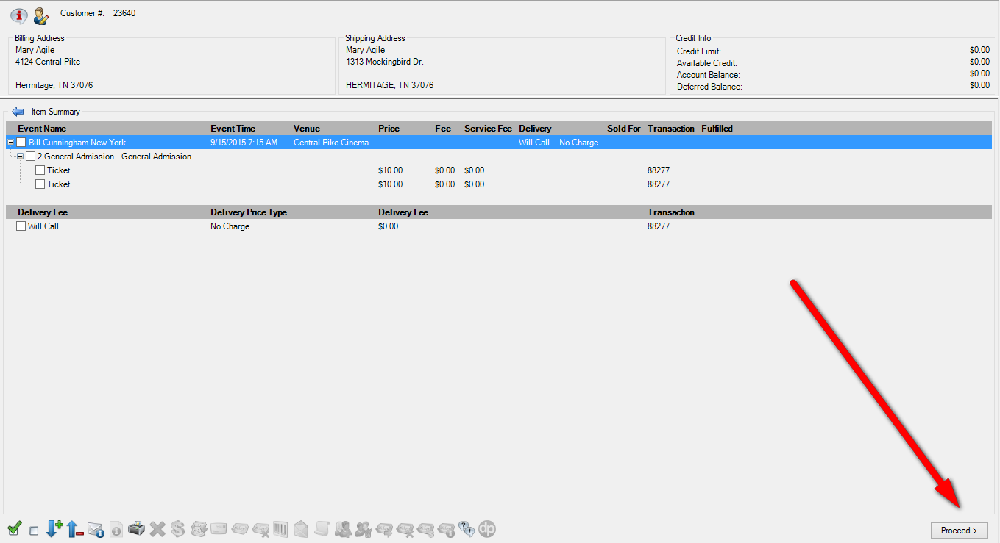 Customer #: 23640
Billing Address
Mary Agile
4124 Central Pike
Hermitage, TN 37076
Shipping Address
Mary Agile
1313 Mockingbird Dr.
HERMITAGE, TN 37076
Credit Info
Credit Limit: $0.00
Available Credit: $0.00
Account Balance: $0.00
Deferred Balance: $0.00
Item Summary
Event Name Event Time Venue Price Fee Service Fee Delivery Sold For Transaction Fulfilled
Bill Cunningham New York 9/15/2015 7:15 AM Central Pike Cinema Will Call - No Charge
2 General Admission - General Admission
Ticket $10.00 $0.00 $0.00 88277
Ticket $10.00 $0.00 $0.00 88277
Delivery Fee Delivery Price Type Delivery Fee Transaction
Will Call No Charge $0.00 88277
dp
Proceed >